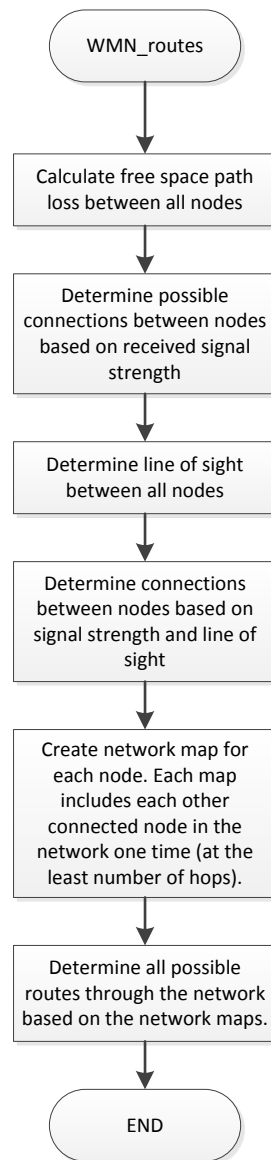 WMN_routes
Calculate free space path
loss between all nodes
Determine possible
connections between nodes
based on received signal
strength
Determine line of sight
between all nodes
Determine connections
between nodes based on
signal strength and line of
sight
Create network map for
each node. Each map
includes each other
connected node in the
network one time (at the
least number of hops).
Determine all possible
routes through the network
based on the network maps.
END